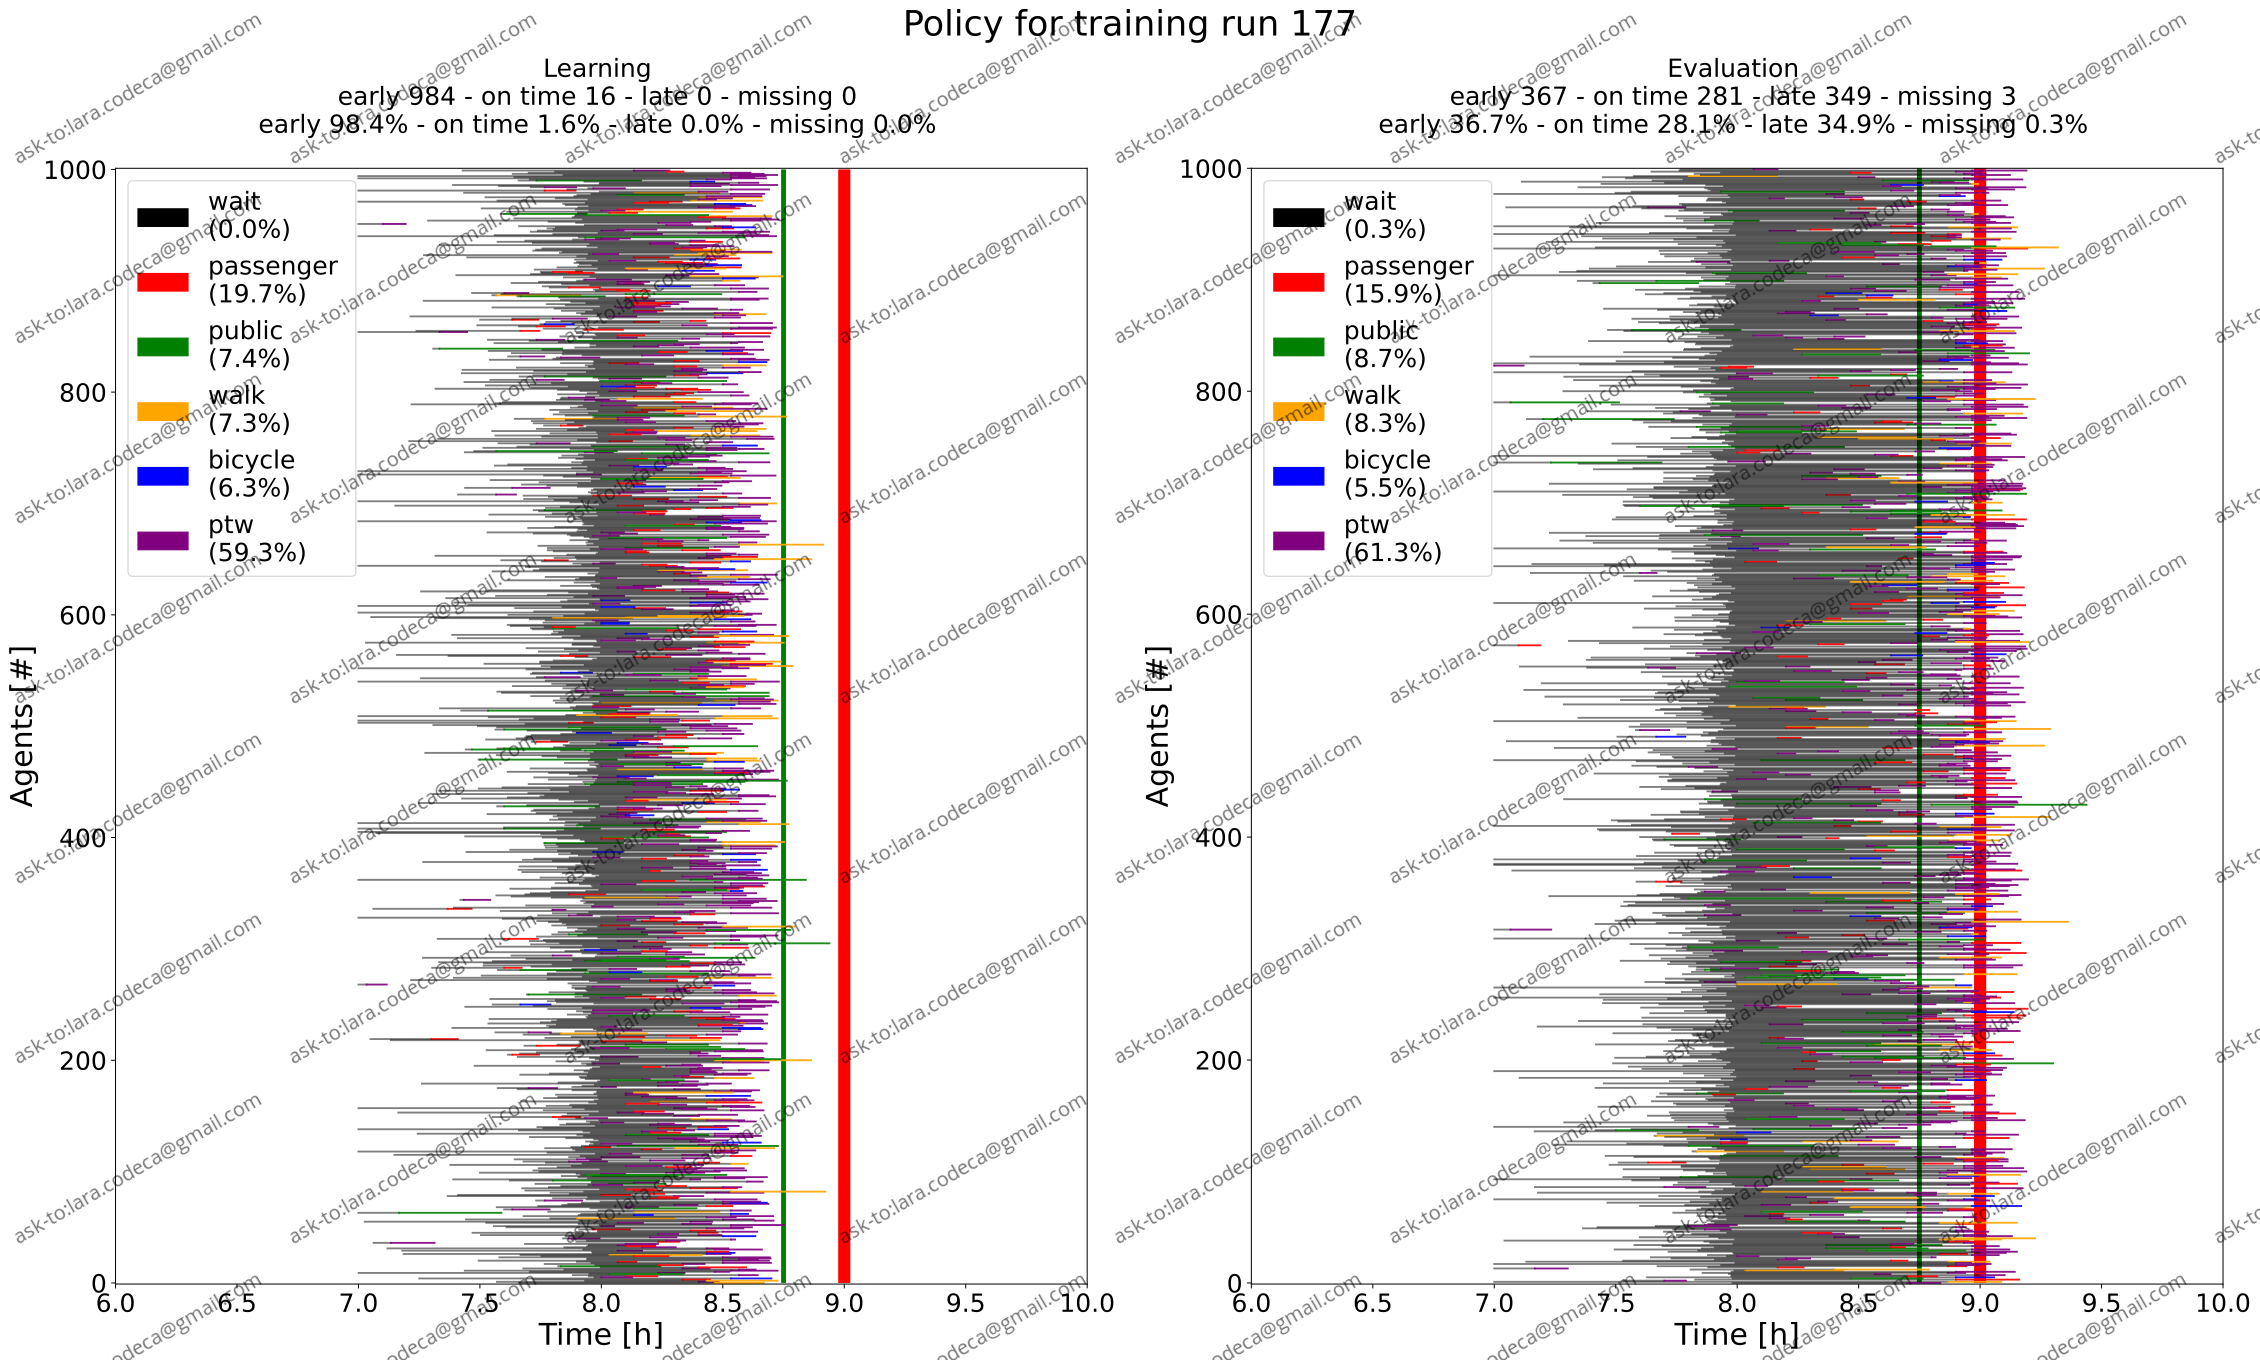 Policy for training run 177
Learning
early 984 - on time 16 - late 0 - missing 0
early 98.4% - on time 1.6% - late 0.0% - missing 0.0%
1000
800
600
400
200
0
Agents [#]
wait
(0.0%)
passenger
(19.7%)
public
(7.4%)
walk
(7.3%)
bicycle
(6.3%)
ptw
(59.3%)
6.0 6.5 7.0 7.5 8.0 8.5 9.0 9.5 10.0
Time [h]
Evaluation
early 367 - on time 281 - late 349 - missing 3
early 36.7% - on time 28.1% - late 34.9% - missing 0.3%
1000
800
600
400
200
0
Agents [#]
wait
(0.3%)
passenger
(15.9%)
public
(8.7%)
walk
(8.3%)
bicycle
(5.5%)
ptw
(61.3%)
6.0 6.5 7.0 7.5 8.0 8.5 9.0 9.5 10.0
Time [h]
ask-to:lara.codeca@gmail.com